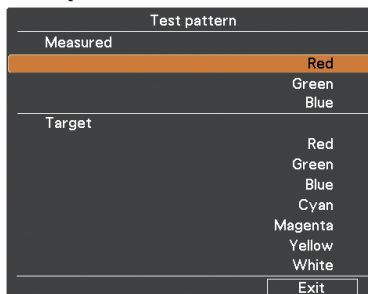 Test pattern
Measured
Red
Green
Blue
Target
Red
Green
Blue
Cyan
Magenta
Yellow
White
Exit